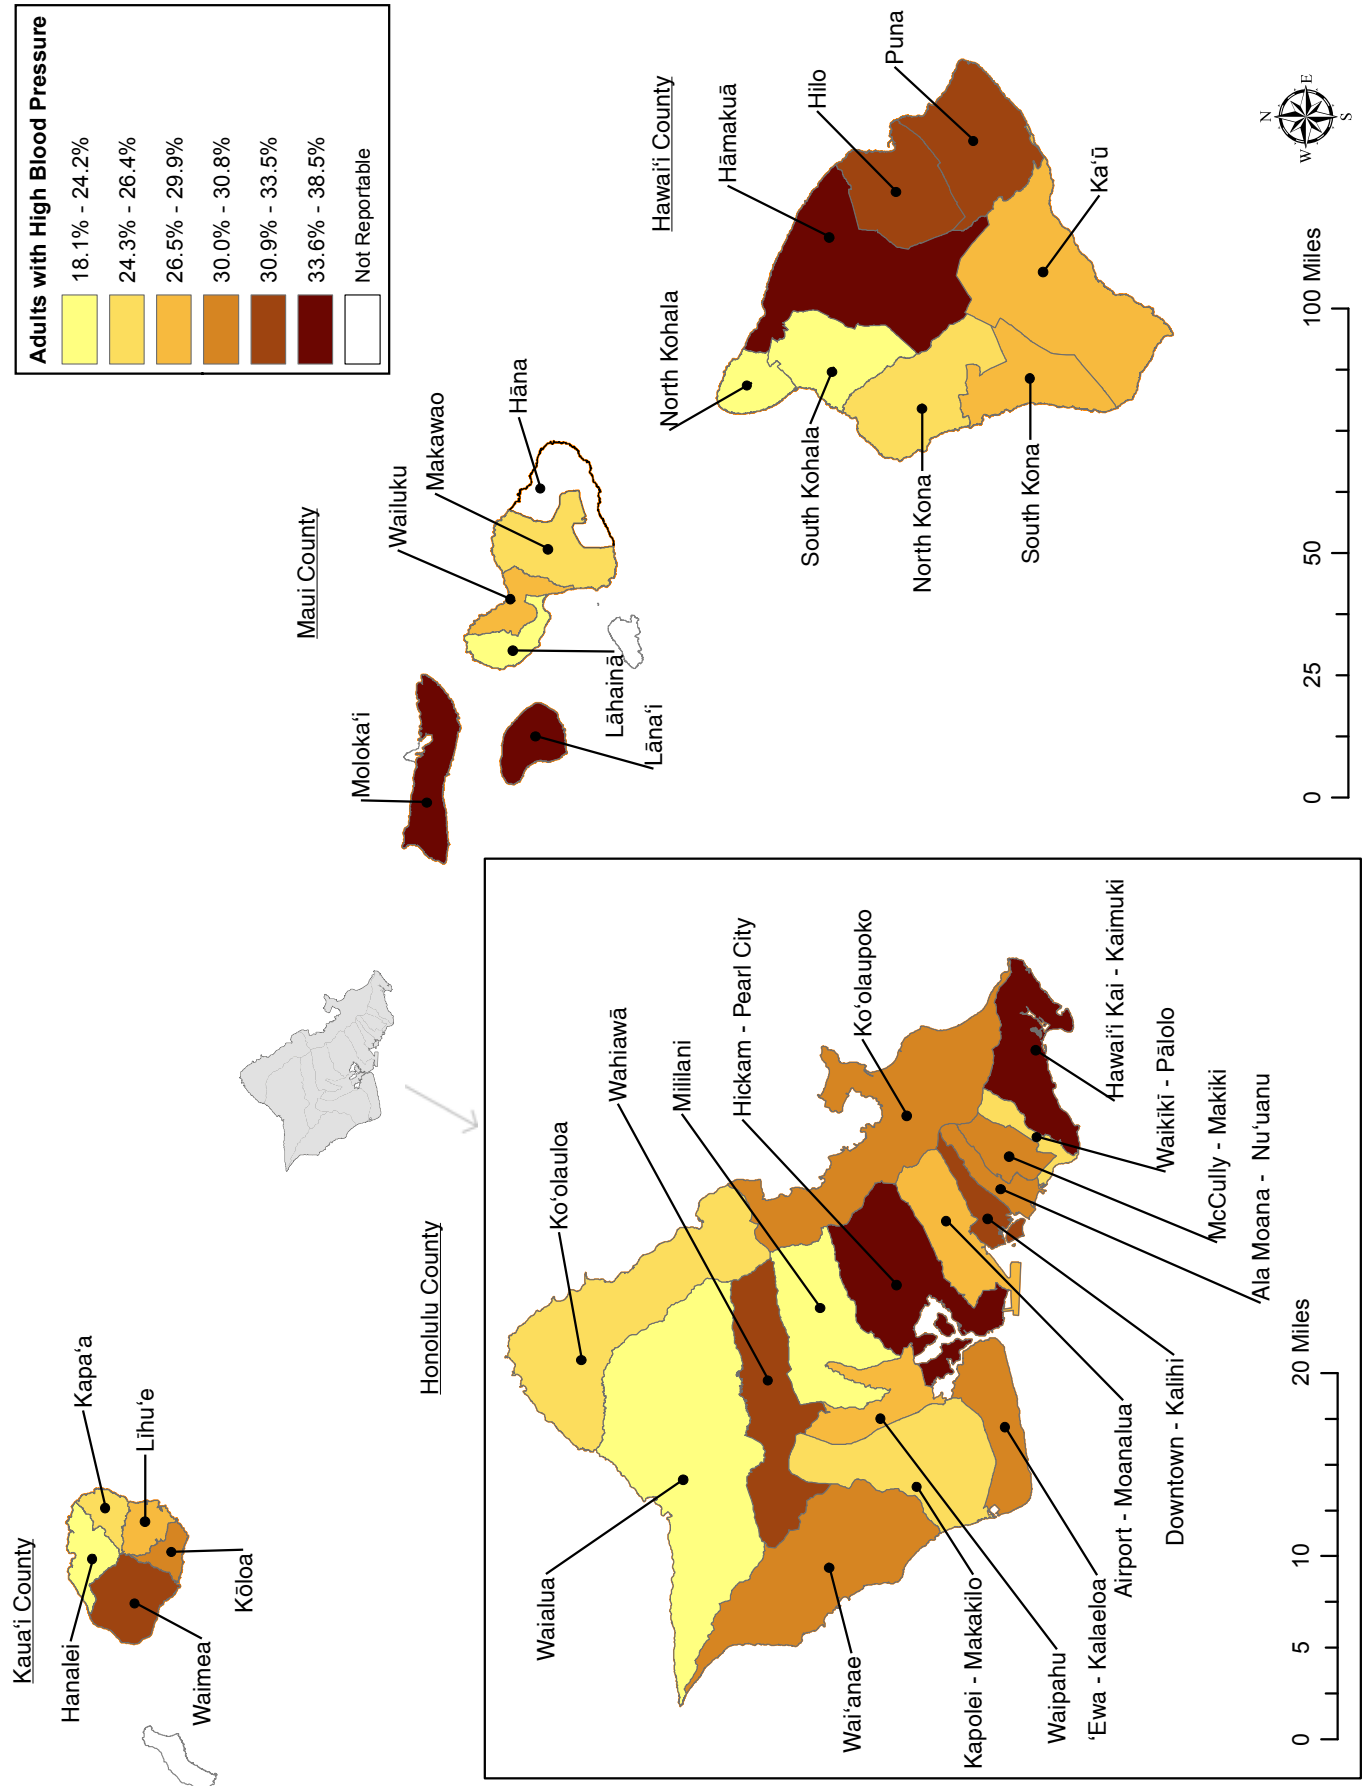 Adults with High Blood Pressure
18.1% - 24.2%
24.3% - 26.4%
26.5% - 29.9%
30.0% - 30.8%
30.9% - 33.5%
33.6% - 38.5%
Not Reportable
Kauaʻi County
Hanalei
Kapaʻa
Līhuʻe
Waimea
Kōloa
Honolulu County
Koʻolauloa
Wahiawā
Mililani
Hickam - Pearl City
Koʻolaupoko
Waialua
Waiʻanae
Kapolei - Makakilo
Waipahu
ʻEwa - Kalaeloa
Airport - Moanalua
Downtown - Kalihi
Ala Moana - Nuʻuanu
McCully - Makiki
Waikīkī - Pālolo
Hawaiʻi Kai - Kaimuki
0 5 10 20 Miles
Maui County
Molokaʻi
Lānaʻi
Lāhainā
Wailuku
Makawao
Hāna
Hawaiʻi County
North Kohala
Hāmakuā
Hilo
Puna
South Kohala
North Kona
South Kona
Kaʻū
0 25 50 100 Miles
N
W E
S